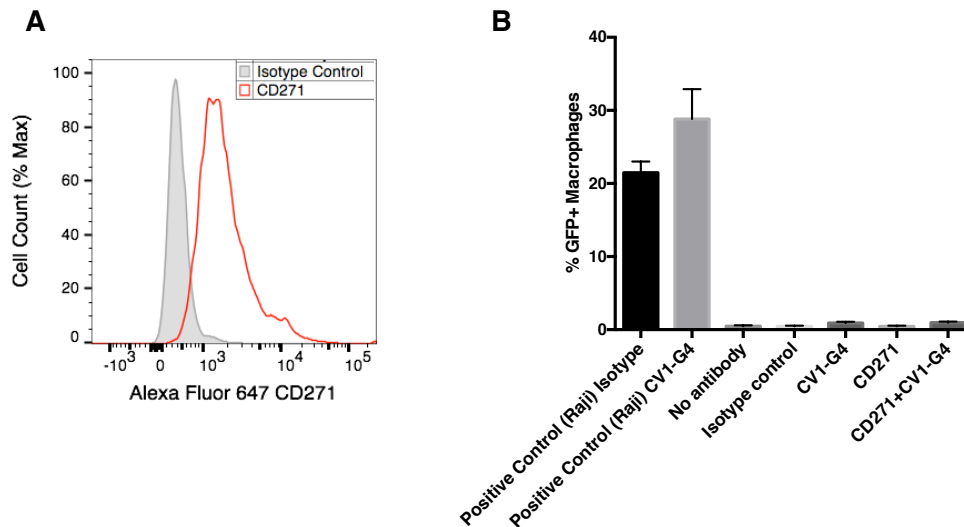 A
Cell Count (% Max)
100
80
60
40
20
0
-10³
0
10³
10⁴
10⁵
Alexa Fluor 647 CD271
Isotype Control
CD271
B
% GFP+ Macrophages
40
30
20
10
0
Positive Control (Raji) Isotype
Positive Control (Raji) CV1-G4
No antibody
Isotype control
CV1-G4
CD271
CD271+CV1-G4